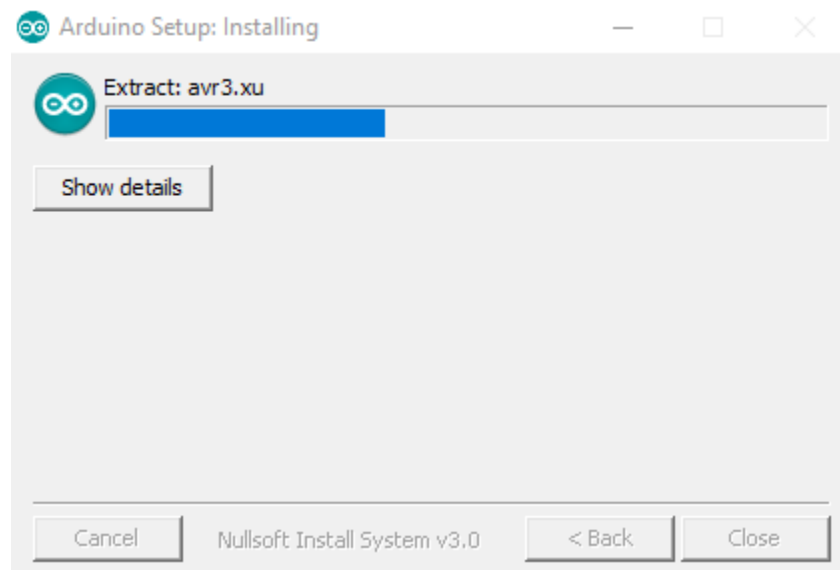 Arduino Setup: Installing
Extract: avr3.xu
Show details
Cancel Nullsoft Install System v3.0 < Back Close